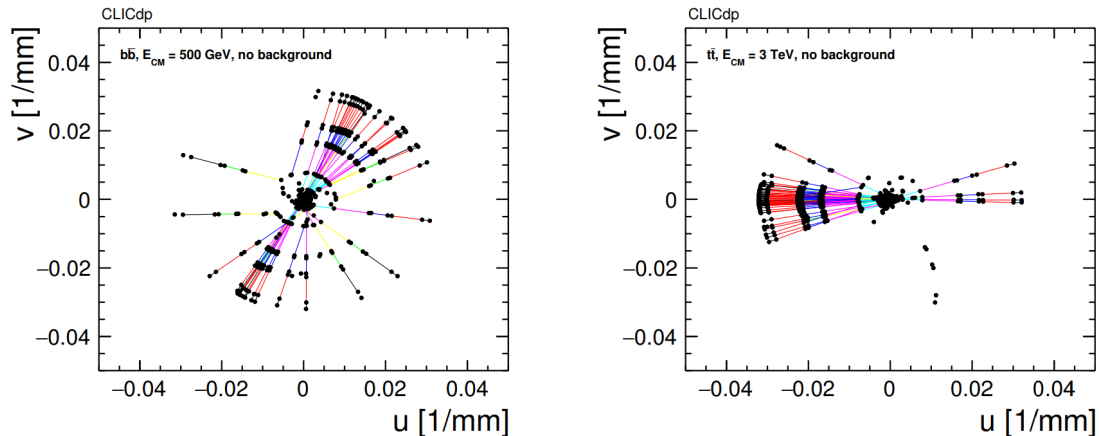 CLICdp
bb̄, E_CM = 500 GeV, no background
v [1/mm]
0.04
0.02
0
−0.02
−0.04
−0.04
−0.02
0
0.02
0.04
u [1/mm]
CLICdp
tt̄, E_CM = 3 TeV, no background
v [1/mm]
0.04
0.02
0
−0.02
−0.04
−0.04
−0.02
0
0.02
0.04
u [1/mm]